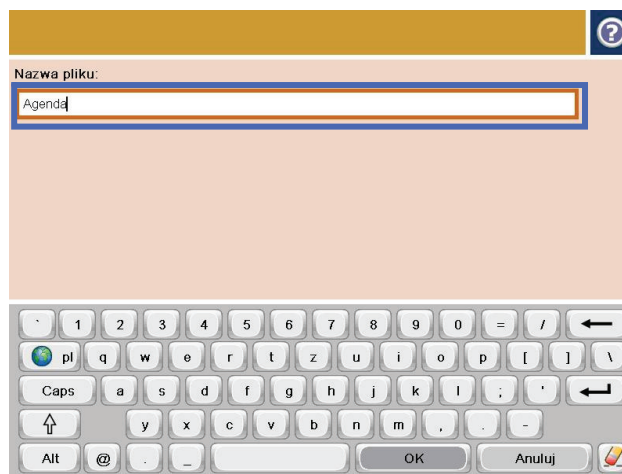 ?
Nazwa pliku:
Agenda
` 1 2 3 4 5 6 7 8 9 0 = /
pl q w e r t z u i o p [ ] \
Caps a s d f g h j k l ; '
y x c v b n m , . -
Alt @ . _ OK Anuluj